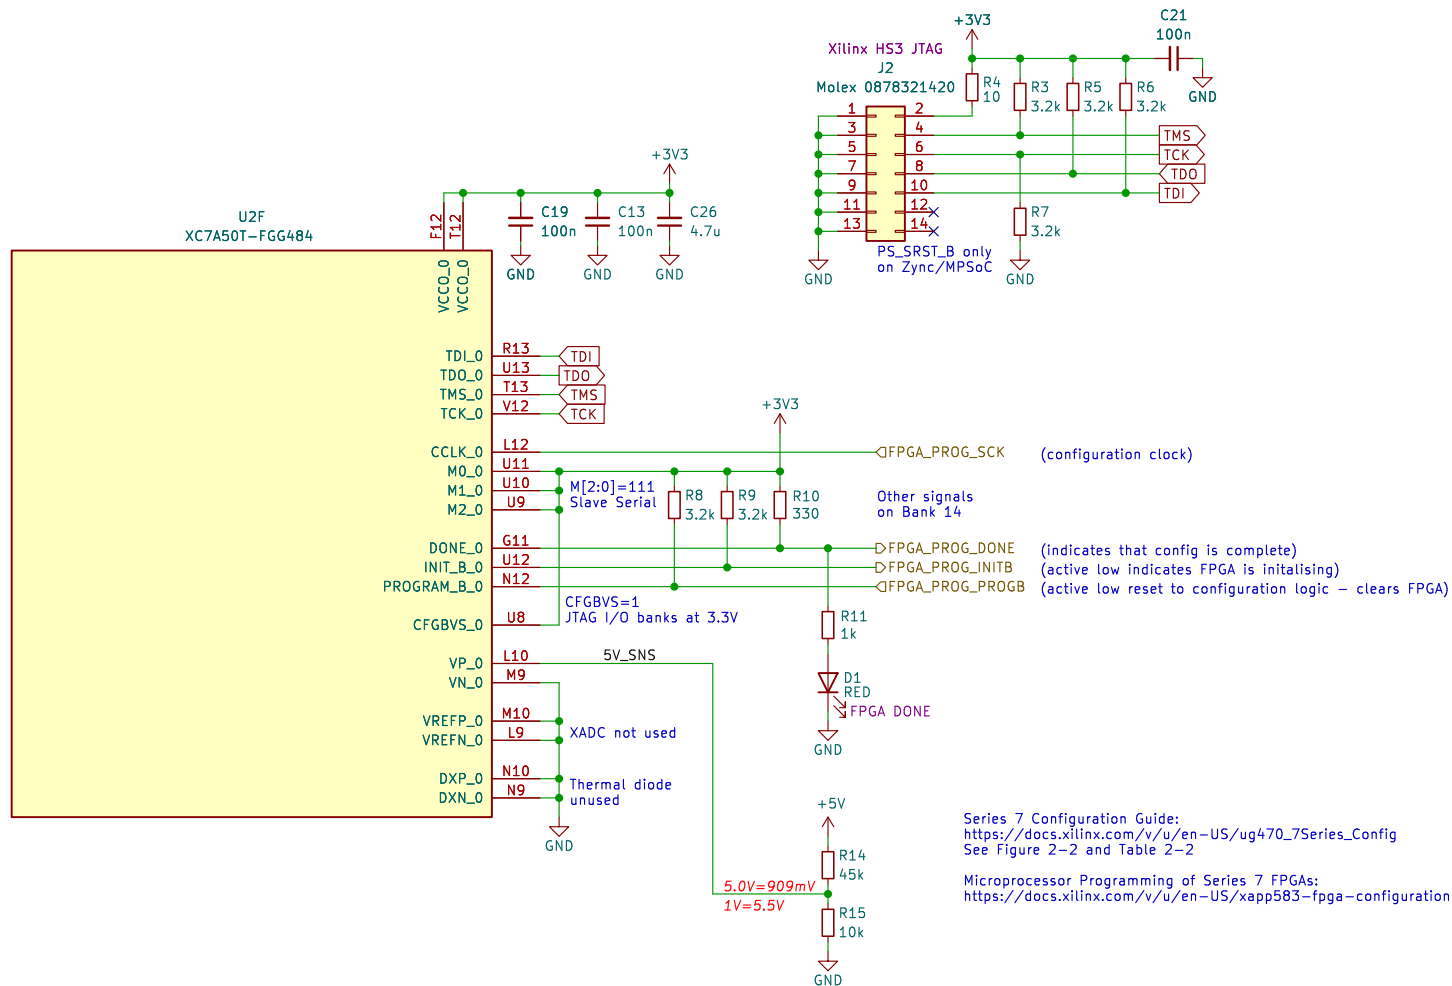 +3V3
C21
100n
GND
Xilinx HS3 JTAG
J2
Molex 0878321420
R4
10
R3
3.2k
R5
3.2k
R6
3.2k
1 2
3 4
5 6
7 8
9 10
11 12
13 14
TMS
TCK
TDO
TDI
R7
3.2k
GND
GND
PS_SRST_B only
on Zync/MPSoC
+3V3
C19
100n
C13
100n
C26
4.7u
GND
GND
GND
U2F
XC7A50T-FGG484
F12
T12
VCCO_0
VCCO_0
TDI_0 R13 TDI
TDO_0 U13 TDO
TMS_0 T13 TMS
TCK_0 V12 TCK
+3V3
CCLK_0 L12 FPGA_PROG_SCK (configuration clock)
M0_0 U11
M1_0 U10
M2_0 U9
M[2:0]=111
Slave Serial
R8
3.2k
R9
3.2k
R10
330
Other signals
on Bank 14
DONE_0 G11 FPGA_PROG_DONE (indicates that config is complete)
INIT_B_0 U12 FPGA_PROG_INITB (active low indicates FPGA is initalising)
PROGRAM_B_0 N12 FPGA_PROG_PROGB (active low reset to configuration logic - clears FPGA)
CFGBVS=1
JTAG I/O banks at 3.3V
CFGBVS_0 U8
R11
1k
VP_0 L10 5V_SNS
VN_0 M9
D1
RED
FPGA DONE
GND
VREFP_0 M10
VREFN_0 L9
XADC not used
DXP_0 N10
DXN_0 N9
Thermal diode
unused
GND
+5V
R14
45k
5.0V=909mV
1V=5.5V
R15
10k
GND
Series 7 Configuration Guide:
https://docs.xilinx.com/v/u/en-US/ug470_7Series_Config
See Figure 2-2 and Table 2-2
Microprocessor Programming of Series 7 FPGAs:
https://docs.xilinx.com/v/u/en-US/xapp583-fpga-configuration